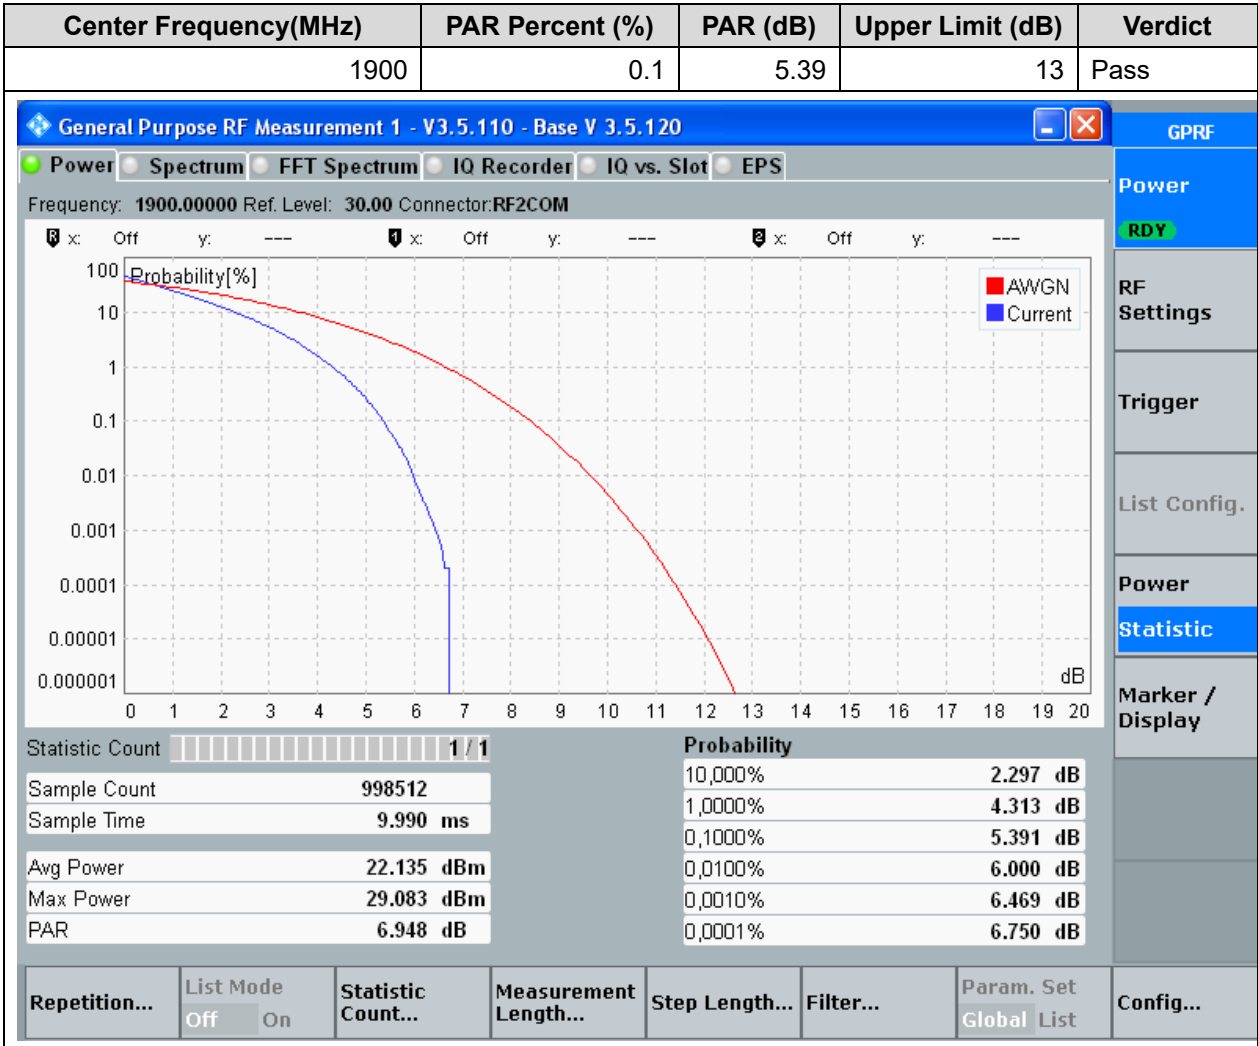 Center Frequency(MHz) PAR Percent (%) PAR (dB) Upper Limit (dB) Verdict
1900 0.1 5.39 13 Pass
General Purpose RF Measurement 1 - V3.5.110 - Base V 3.5.120
GPRF
Power Spectrum FFT Spectrum IQ Recorder IQ vs. Slot EPS
Power
RDY
Frequency: 1900.00000 Ref. Level: 30.00 Connector:RF2COM
R x: Off y: --- 1 x: Off y: --- 2 x: Off y: ---
Probability[%]
AWGN
Current
100
10
1
0.1
0.01
0.001
0.0001
0.00001
0.000001
dB
0 1 2 3 4 5 6 7 8 9 10 11 12 13 14 15 16 17 18 19 20
RF
Settings
Trigger
List Config.
Power
Statistic
Marker /
Display
Statistic Count 1 / 1
Sample Count 998512
Sample Time 9.990 ms
Avg Power 22.135 dBm
Max Power 29.083 dBm
PAR 6.948 dB
Probability
10,000% 2.297 dB
1,0000% 4.313 dB
0,1000% 5.391 dB
0,0100% 6.000 dB
0,0010% 6.469 dB
0,0001% 6.750 dB
Repetition...
List Mode
Off On
Statistic
Count...
Measurement
Length...
Step Length...
Filter...
Param. Set
Global List
Config...